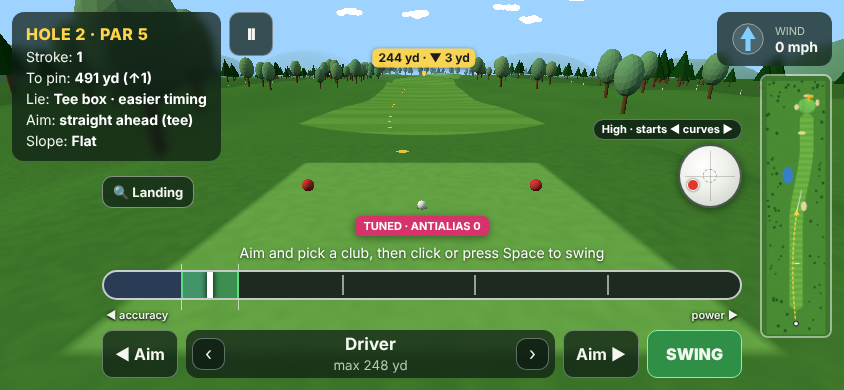 HOLE 2 · PAR 5
Stroke: 1
To pin: 491 yd (↑1)
Lie: Tee box · easier timing
Aim: straight ahead (tee)
Slope: Flat
244 yd · ▼ 3 yd
WIND
0 mph
High · starts ◀ curves ▶
🔍 Landing
TUNED · ANTIALIAS 0
Aim and pick a club, then click or press Space to swing
◀ accuracy
power ▶
◀ Aim
‹
Driver
max 248 yd
›
Aim ▶
SWING